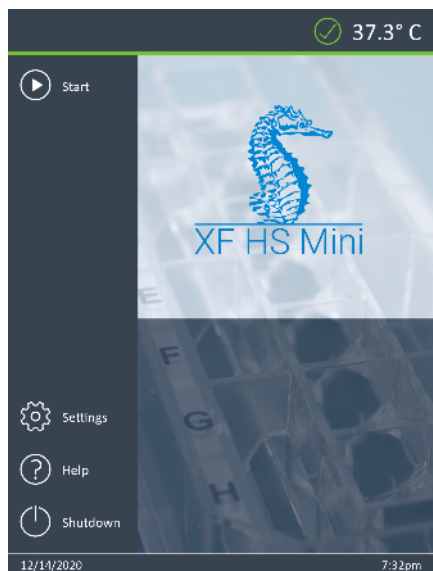 37.3° C
Start
XF HS Mini
E
F
G
H
Settings
Help
Shutdown
12/14/2020
7:32pm